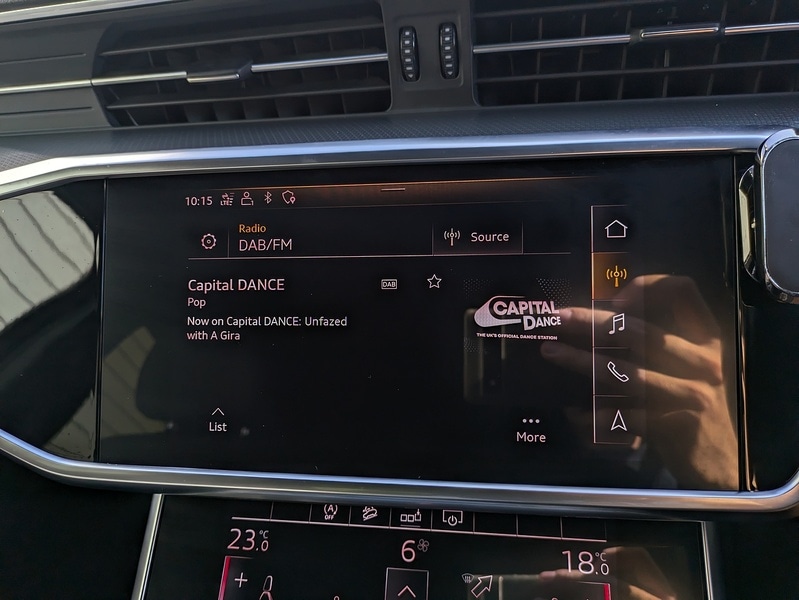 10:15 LTE
Radio
DAB/FM
Source
Capital DANCE
DAB
Pop
Now on Capital DANCE: Unfazed
with A Gira
CAPITAL
DANCE
THE UK'S OFFICIAL DANCE STATION
List
More
A
OFF
23.0 °C
6
18.0 °C